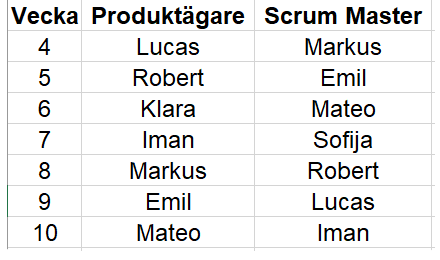 Vecka Produktägare Scrum Master
4 Lucas Markus
5 Robert Emil
6 Klara Mateo
7 Iman Sofija
8 Markus Robert
9 Emil Lucas
10 Mateo Iman